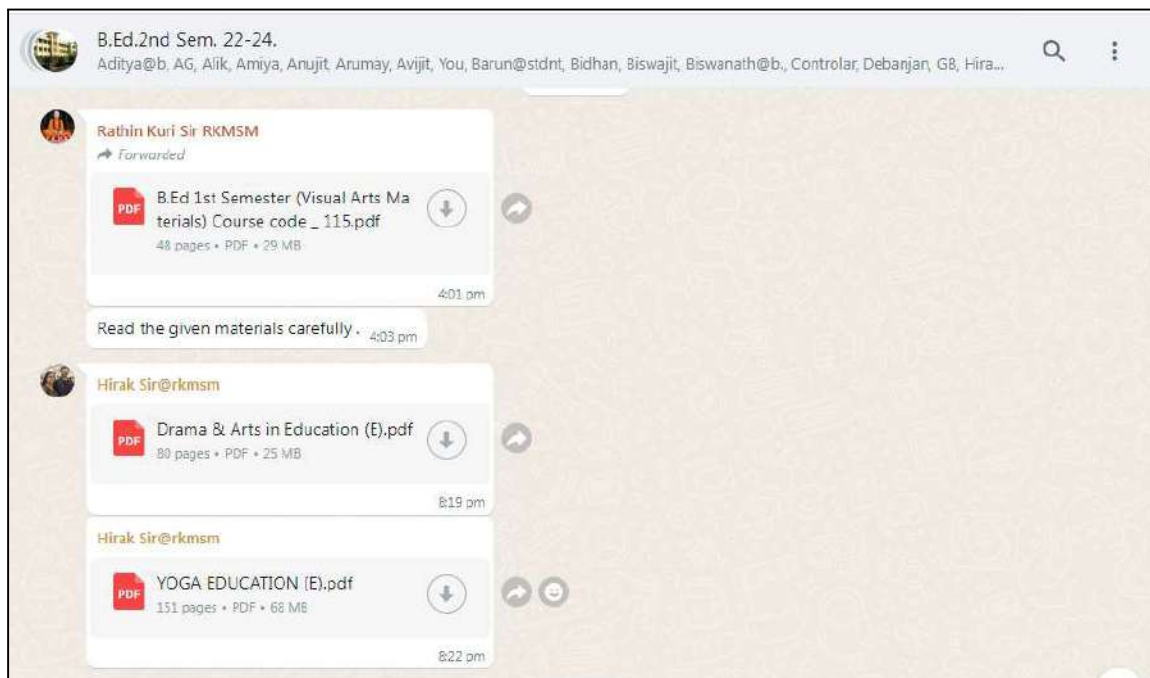 B.Ed.2nd Sem. 22-24.
Aditya@b, AG, Alik, Amiya, Anujit, Arumay, Avijit, You, Barun@stdnt, Bidhan, Biswajit, Biswanath@b., Controlar, Debanjan, GB, Hira...
Rathin Kuri Sir RKMSM
Forwarded
PDF
B.Ed 1st Semester (Visual Arts Ma
terials) Course code _ 115.pdf
48 pages • PDF • 29 MB
4:01 pm
Read the given materials carefully . 4:03 pm
Hirak Sir@rkmsm
PDF
Drama & Arts in Education (E).pdf
80 pages • PDF • 25 MB
8:19 pm
Hirak Sir@rkmsm
PDF
YOGA EDUCATION (E).pdf
151 pages • PDF • 68 MB
8:22 pm